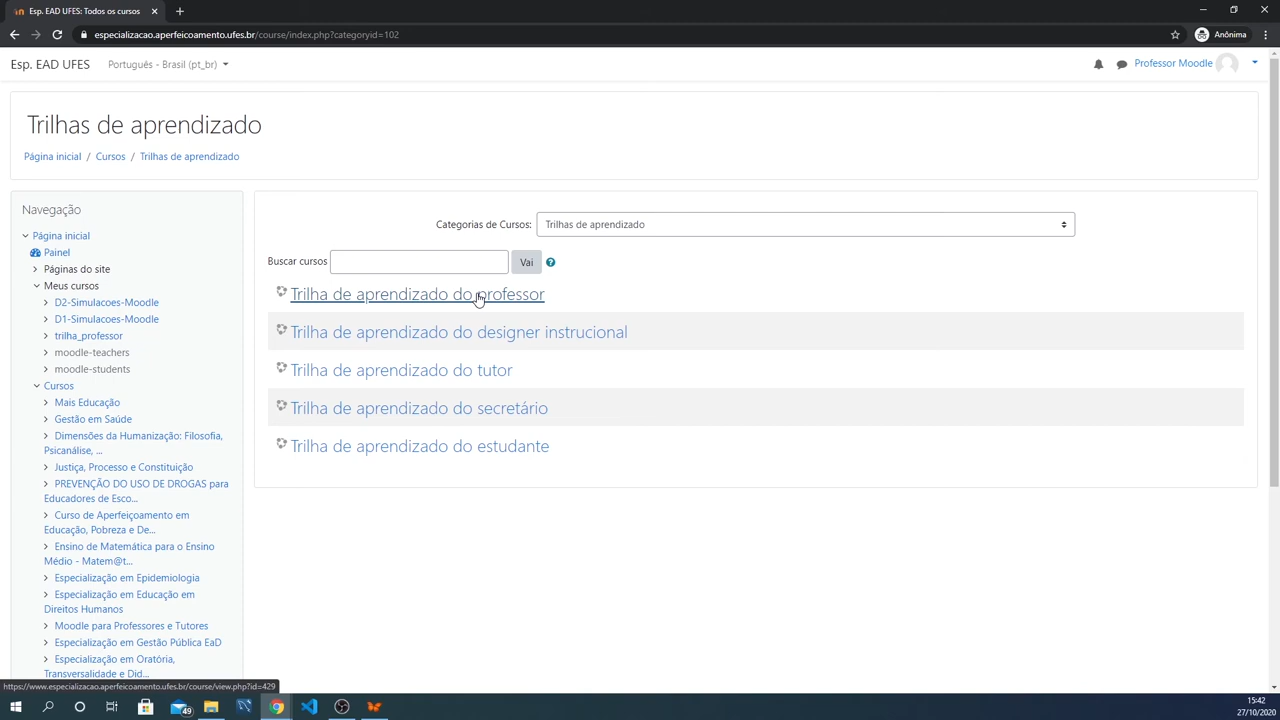 Esp. EAD UFES: Todos os cursos
especializacao.aperfeicoamento.ufes.br/course/index.php?categoryid=102
Anônima
Esp. EAD UFES
Português - Brasil (pt_br)
Professor Moodle
Trilhas de aprendizado
Página inicial / Cursos / Trilhas de aprendizado
Navegação
Página inicial
Painel
Páginas do site
Meus cursos
D2-Simulacoes-Moodle
D1-Simulacoes-Moodle
trilha_professor
moodle-teachers
moodle-students
Cursos
Mais Educação
Gestão em Saúde
Dimensões da Humanização: Filosofia,
Psicanálise, ...
Justiça, Processo e Constituição
PREVENÇÃO DO USO DE DROGAS para
Educadores de Esco...
Curso de Aperfeiçoamento em
Educação, Pobreza e De...
Ensino de Matemática para o Ensino
Médio - Matem@t...
Especialização em Epidemiologia
Especialização em Educação em
Direitos Humanos
Moodle para Professores e Tutores
Especialização em Gestão Pública EaD
Especialização em Oratória,
Transversalidade e Did...
Categorias de Cursos: Trilhas de aprendizado
Buscar cursos Vai
Trilha de aprendizado do professor
Trilha de aprendizado do designer instrucional
Trilha de aprendizado do tutor
Trilha de aprendizado do secretário
Trilha de aprendizado do estudante
https://www.especializacao.aperfeicoamento.ufes.br/course/view.php?id=429
49
15:42
27/10/2020